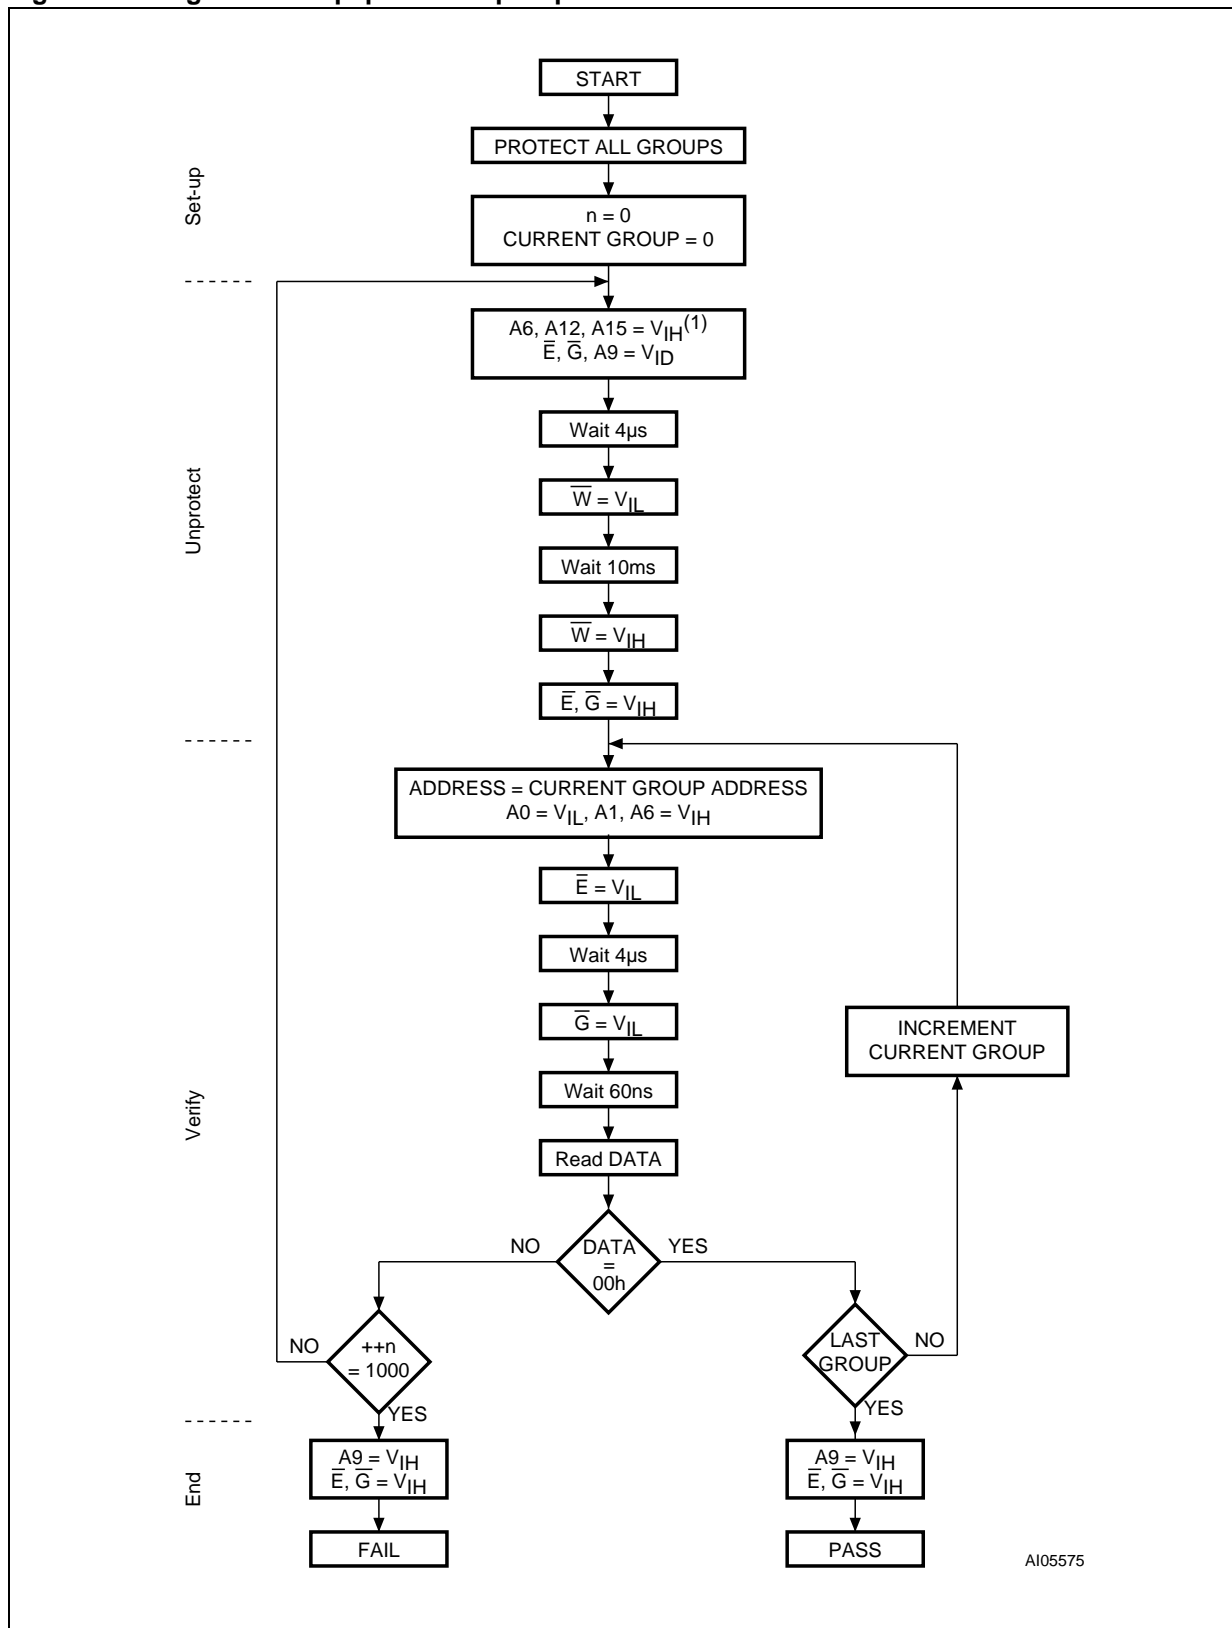 START
PROTECT ALL GROUPS
Set-up
n = 0
CURRENT GROUP = 0
A6, A12, A15 = VIH(1)
E̅, G̅, A9 = VID
Wait 4µs
Unprotect
W̅ = VIL
Wait 10ms
W̅ = VIH
E̅, G̅ = VIH
ADDRESS = CURRENT GROUP ADDRESS
A0 = VIL, A1, A6 = VIH
E̅ = VIL
Wait 4µs
G̅ = VIL
INCREMENT
CURRENT GROUP
Wait 60ns
Verify
Read DATA
NO
DATA
=
00h
YES
NO
++n
= 1000
YES
LAST
GROUP
NO
YES
End
A9 = VIH
E̅, G̅ = VIH
A9 = VIH
E̅, G̅ = VIH
FAIL
PASS
AI05575